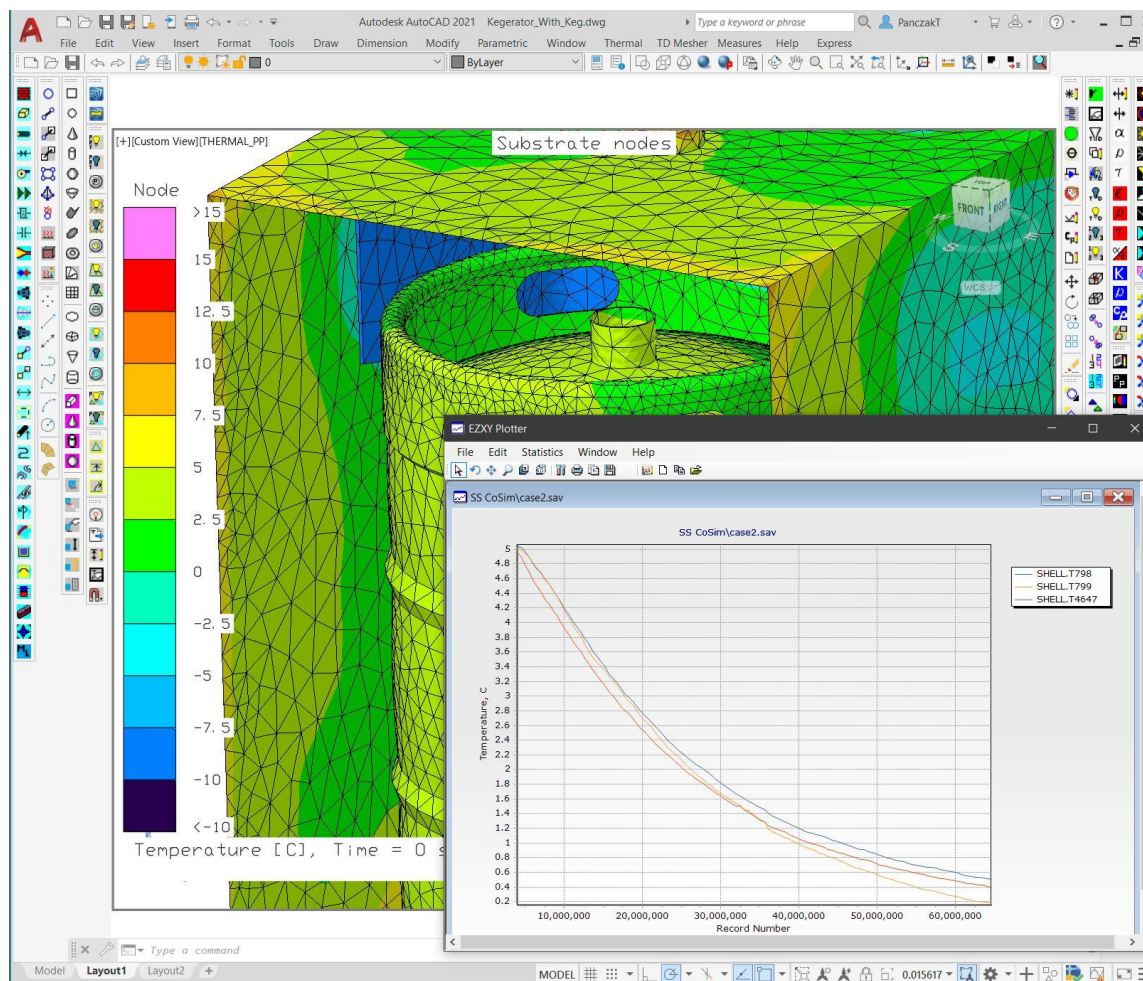 Autodesk AutoCAD 2021 Kegerator_With_Keg.dwg
Type a keyword or phrase
PanczakT
File Edit View Insert Format Tools Draw Dimension Modify Parametric Window Thermal TD Mesher Measures Help Express
0
ByLayer
[+][Custom View][THERMAL_PP]
Substrate nodes
Node
>15
15
12.5
10
7.5
5
2.5
0
-2.5
-5
-7.5
-10
<-10
Temperature [C], Time = 0 s
FRONT
RIGHT
S
E
WCS
EZXY Plotter
File Edit Statistics Window Help
SS CoSim\case2.sav
SS CoSim\case2.sav
5
4.8
4.6
4.4
4.2
4
3.8
3.6
3.4
3.2
3
2.8
2.6
2.4
2.2
2
1.8
1.6
1.4
1.2
1
0.8
0.6
0.4
0.2
Temperature, C
10,000,000 20,000,000 30,000,000 40,000,000 50,000,000 60,000,000
Record Number
SHELL.T798
SHELL.T799
SHELL.T4647
Type a command
Model Layout1 Layout2 +
MODEL
0.015617